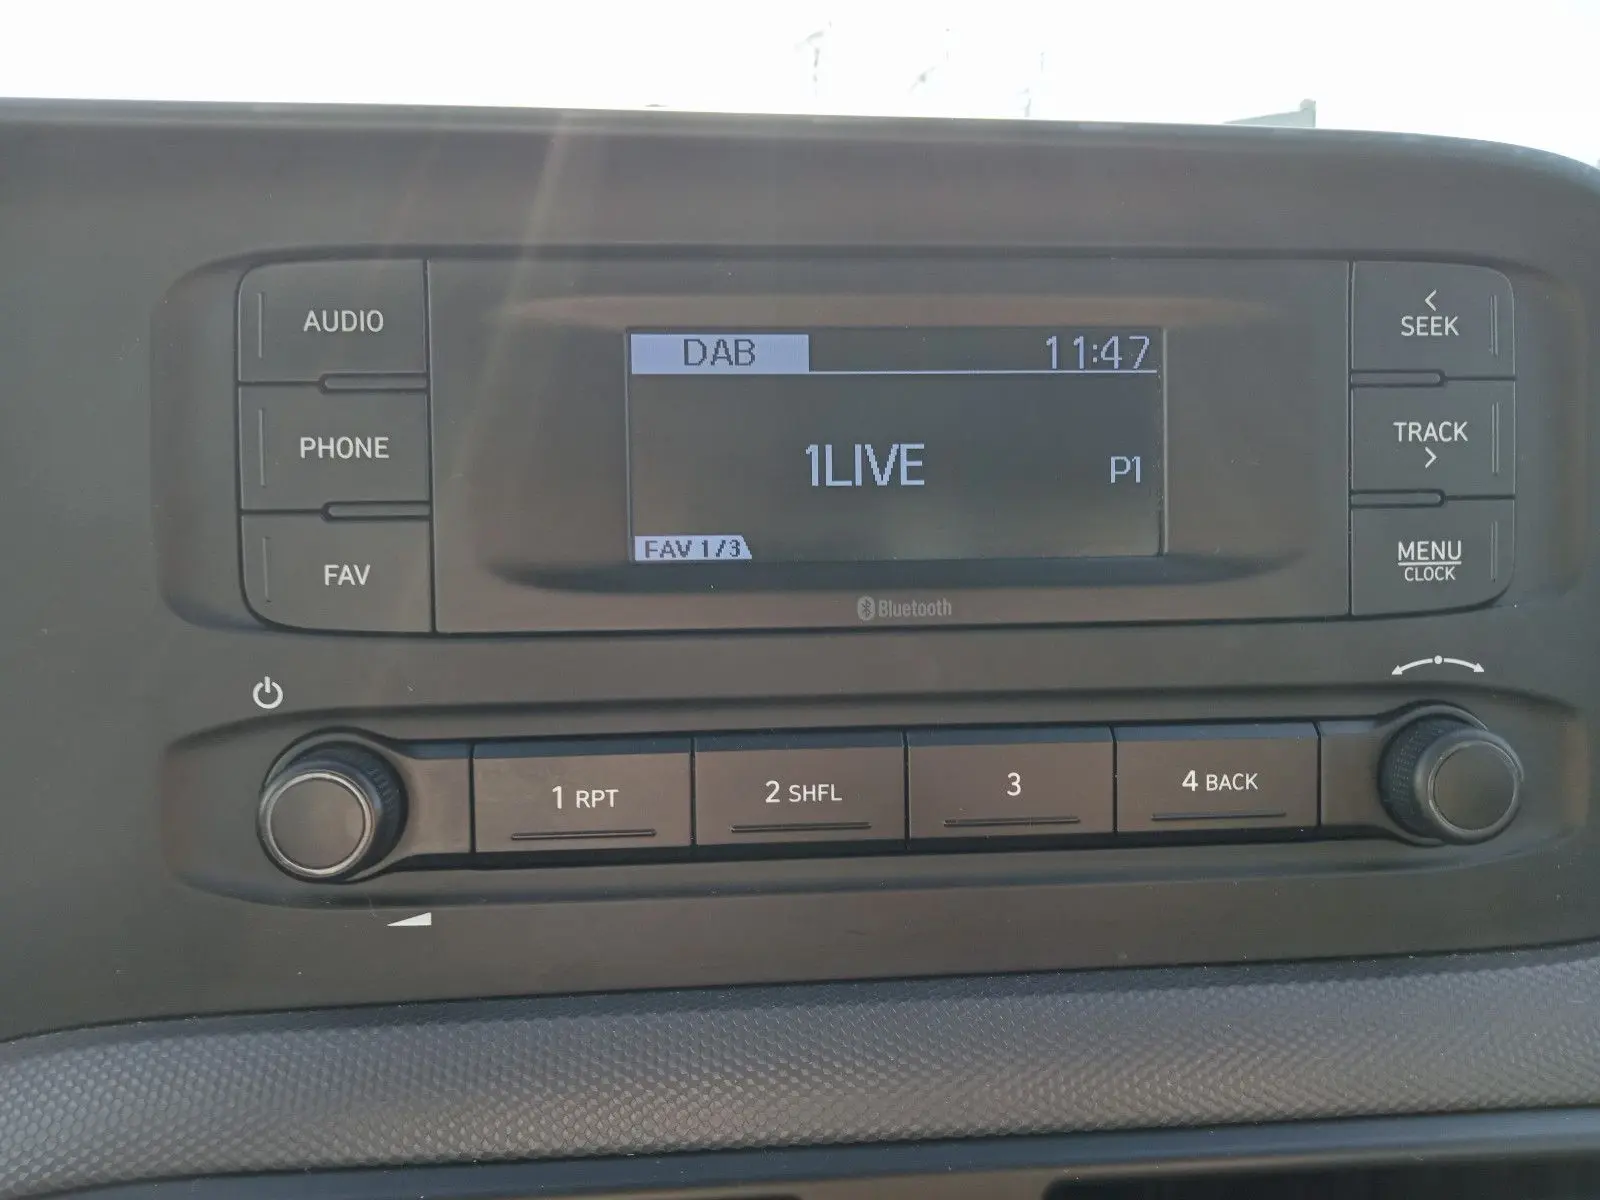 AUDIO
PHONE
FAV
DAB 11:47
1LIVE P1
FAV 1/3
Bluetooth
<
SEEK
TRACK
>
MENU
CLOCK
1 RPT
2 SHFL
3
4 BACK